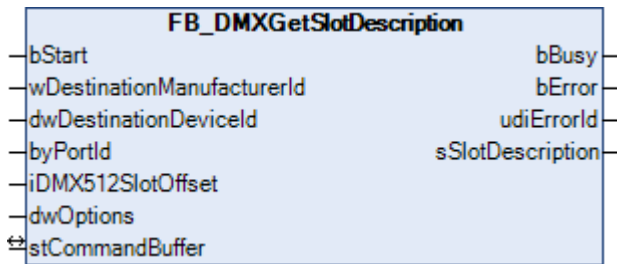 FB_DMXGetSlotDescription
bStart bBusy
wDestinationManufacturerId bError
dwDestinationDeviceId udiErrorId
byPortId sSlotDescription
iDMX512SlotOffset
dwOptions
stCommandBuffer